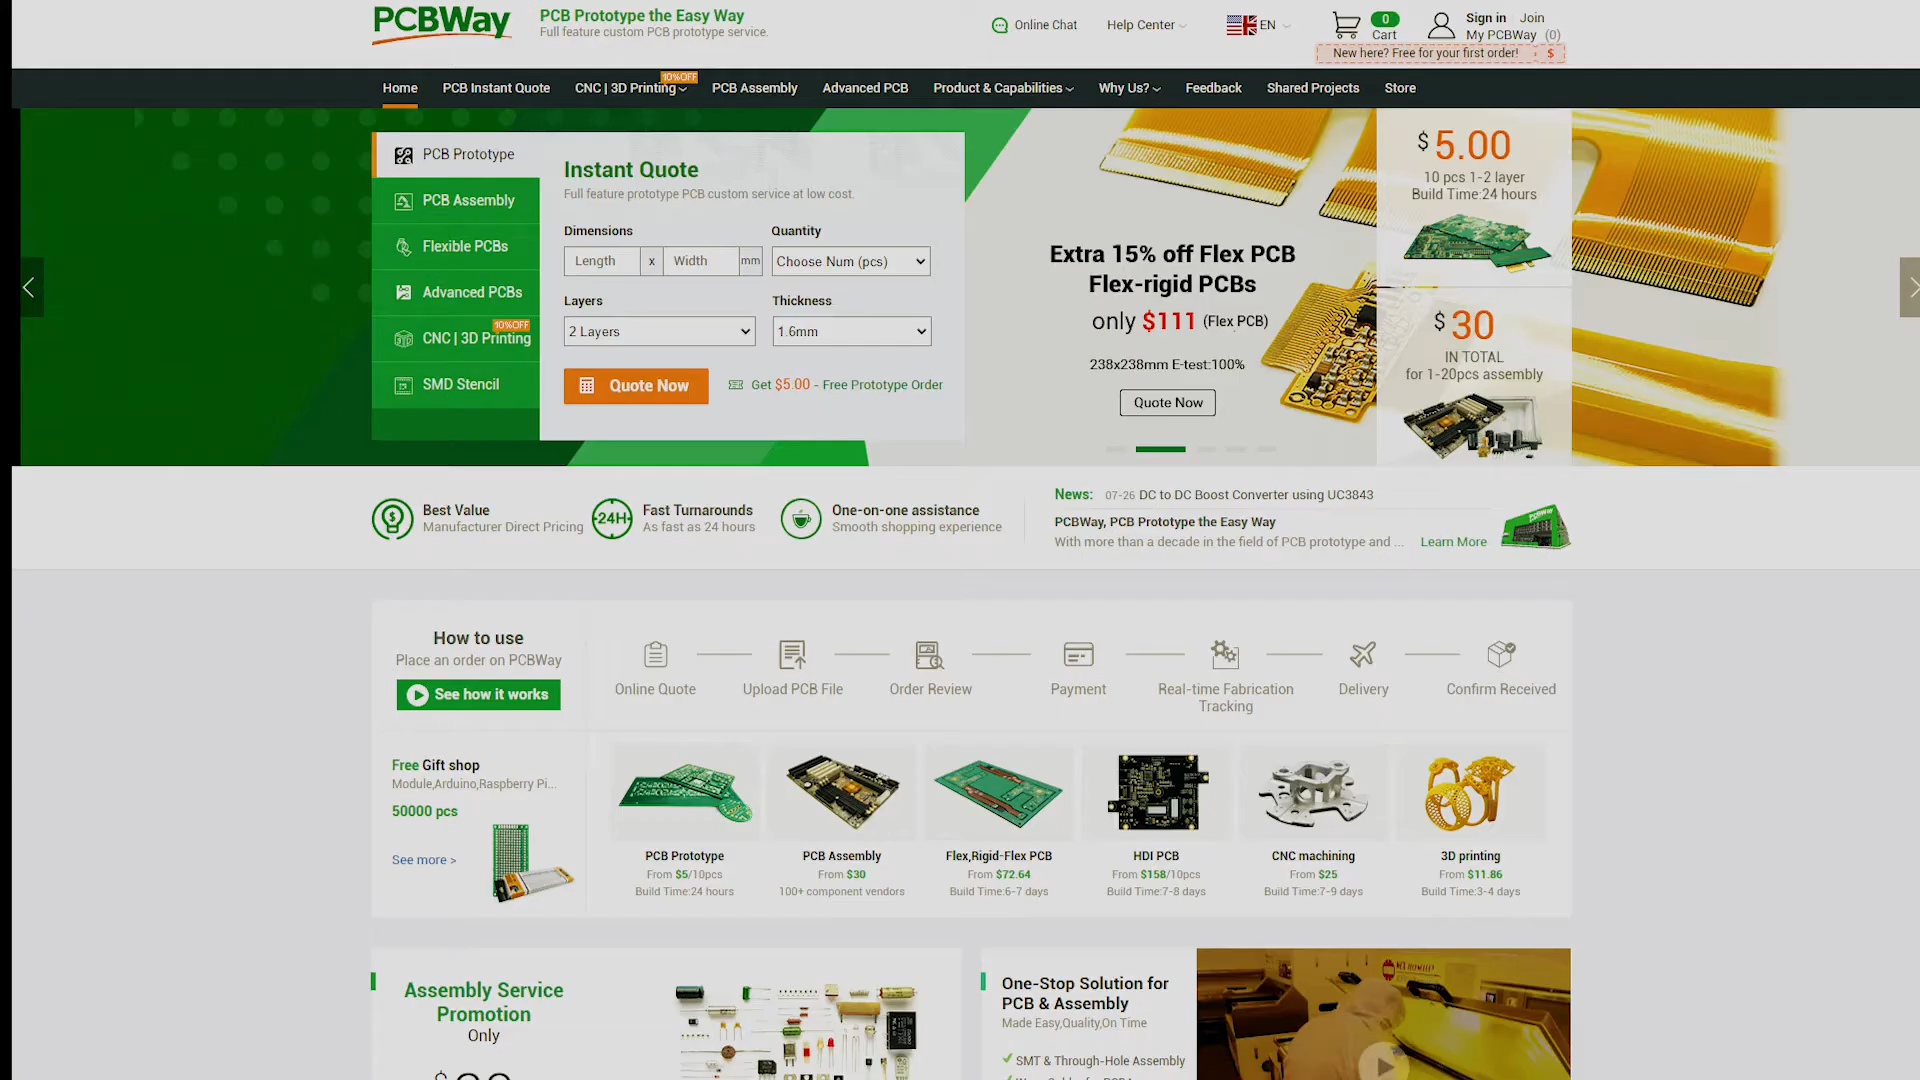 PCBWay
PCB Prototype the Easy Way
Full feature custom PCB prototype service.
Online Chat
Help Center
EN
0
Cart
Sign in
Join
My PCBWay (0)
New here? Free for your first order! $
Home
PCB Instant Quote
CNC | 3D Printing
10%OFF
PCB Assembly
Advanced PCB
Product & Capabilities
Why Us?
Feedback
Shared Projects
Store
PCB Prototype
PCB Assembly
Flexible PCBs
Advanced PCBs
10%OFF
CNC | 3D Printing
SMD Stencil
Instant Quote
Full feature prototype PCB custom service at low cost.
Dimensions
Quantity
Length x Width mm
Choose Num (pcs)
Layers
Thickness
2 Layers
1.6mm
Quote Now
Get $5.00 - Free Prototype Order
Extra 15% off Flex PCB
Flex-rigid PCBs
only $111 (Flex PCB)
238x238mm E-test:100%
Quote Now
$5.00
10 pcs 1-2 layer
Build Time:24 hours
$30
IN TOTAL
for 1-20pcs assembly
Best Value
Manufacturer Direct Pricing
24H
Fast Turnarounds
As fast as 24 hours
One-on-one assistance
Smooth shopping experience
News: 07-26 DC to DC Boost Converter using UC3843
PCBWay, PCB Prototype the Easy Way
With more than a decade in the field of PCB prototype and ... Learn More
How to use
Place an order on PCBWay
See how it works
Online Quote
Upload PCB File
Order Review
Payment
Real-time Fabrication
Tracking
Delivery
Confirm Received
Free Gift shop
Module,Arduino,Raspberry Pi...
50000 pcs
See more >
PCB Prototype
From $5/10pcs
Build Time:24 hours
PCB Assembly
From $30
100+ component vendors
Flex,Rigid-Flex PCB
From $72.64
Build Time:6-7 days
HDI PCB
From $158/10pcs
Build Time:7-8 days
CNC machining
From $25
Build Time:7-9 days
3D printing
From $11.86
Build Time:3-4 days
Assembly Service
Promotion
Only
One-Stop Solution for
PCB & Assembly
Made Easy,Quality,On Time
SMT & Through-Hole Assembly